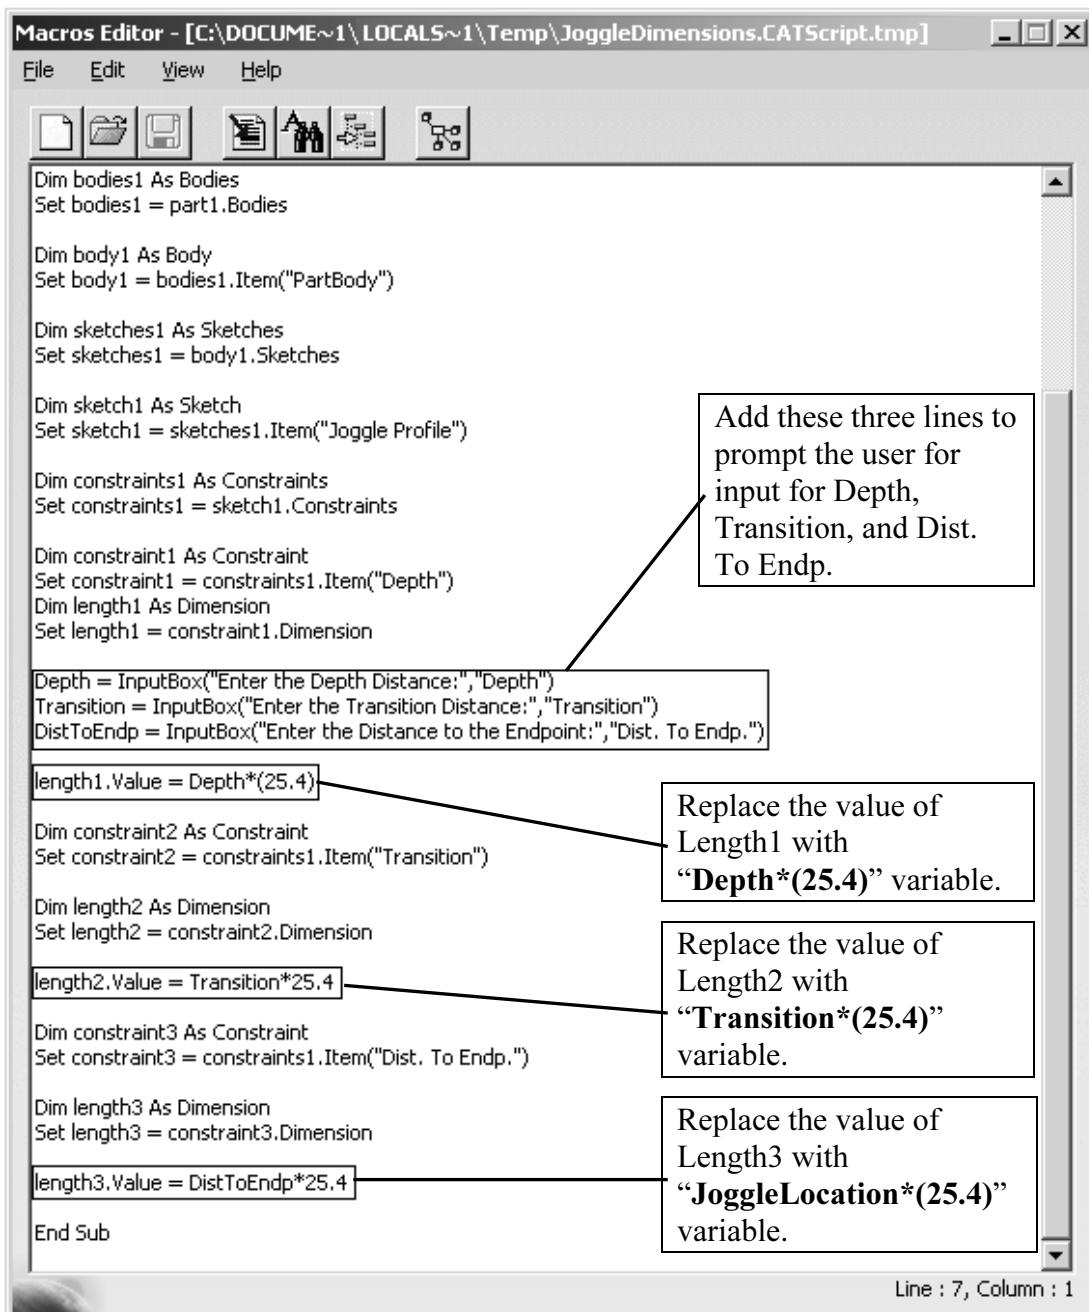 Macros Editor - [C:\DOCUME~1\LOCALS~1\Temp\JoggleDimensions.CATScript.tmp]
File Edit View Help
Dim bodies1 As Bodies
Set bodies1 = part1.Bodies
Dim body1 As Body
Set body1 = bodies1.Item("PartBody")
Dim sketches1 As Sketches
Set sketches1 = body1.Sketches
Dim sketch1 As Sketch
Set sketch1 = sketches1.Item("Joggle Profile")
Dim constraints1 As Constraints
Set constraints1 = sketch1.Constraints
Dim constraint1 As Constraint
Set constraint1 = constraints1.Item("Depth")
Dim length1 As Dimension
Set length1 = constraint1.Dimension
Add these three lines to
prompt the user for
input for Depth,
Transition, and Dist.
To Endp.
Depth = InputBox("Enter the Depth Distance:","Depth")
Transition = InputBox("Enter the Transition Distance:","Transition")
DistToEndp = InputBox("Enter the Distance to the Endpoint:","Dist. To Endp.")
length1.Value = Depth*(25.4)
Replace the value of
Length1 with
“Depth*(25.4)” variable.
Dim constraint2 As Constraint
Set constraint2 = constraints1.Item("Transition")
Dim length2 As Dimension
Set length2 = constraint2.Dimension
length2.Value = Transition*25.4
Replace the value of
Length2 with
“Transition*(25.4)”
variable.
Dim constraint3 As Constraint
Set constraint3 = constraints1.Item("Dist. To Endp.")
Dim length3 As Dimension
Set length3 = constraint3.Dimension
length3.Value = DistToEndp*25.4
Replace the value of
Length3 with
“JoggleLocation*(25.4)”
variable.
End Sub
Line : 7, Column : 1